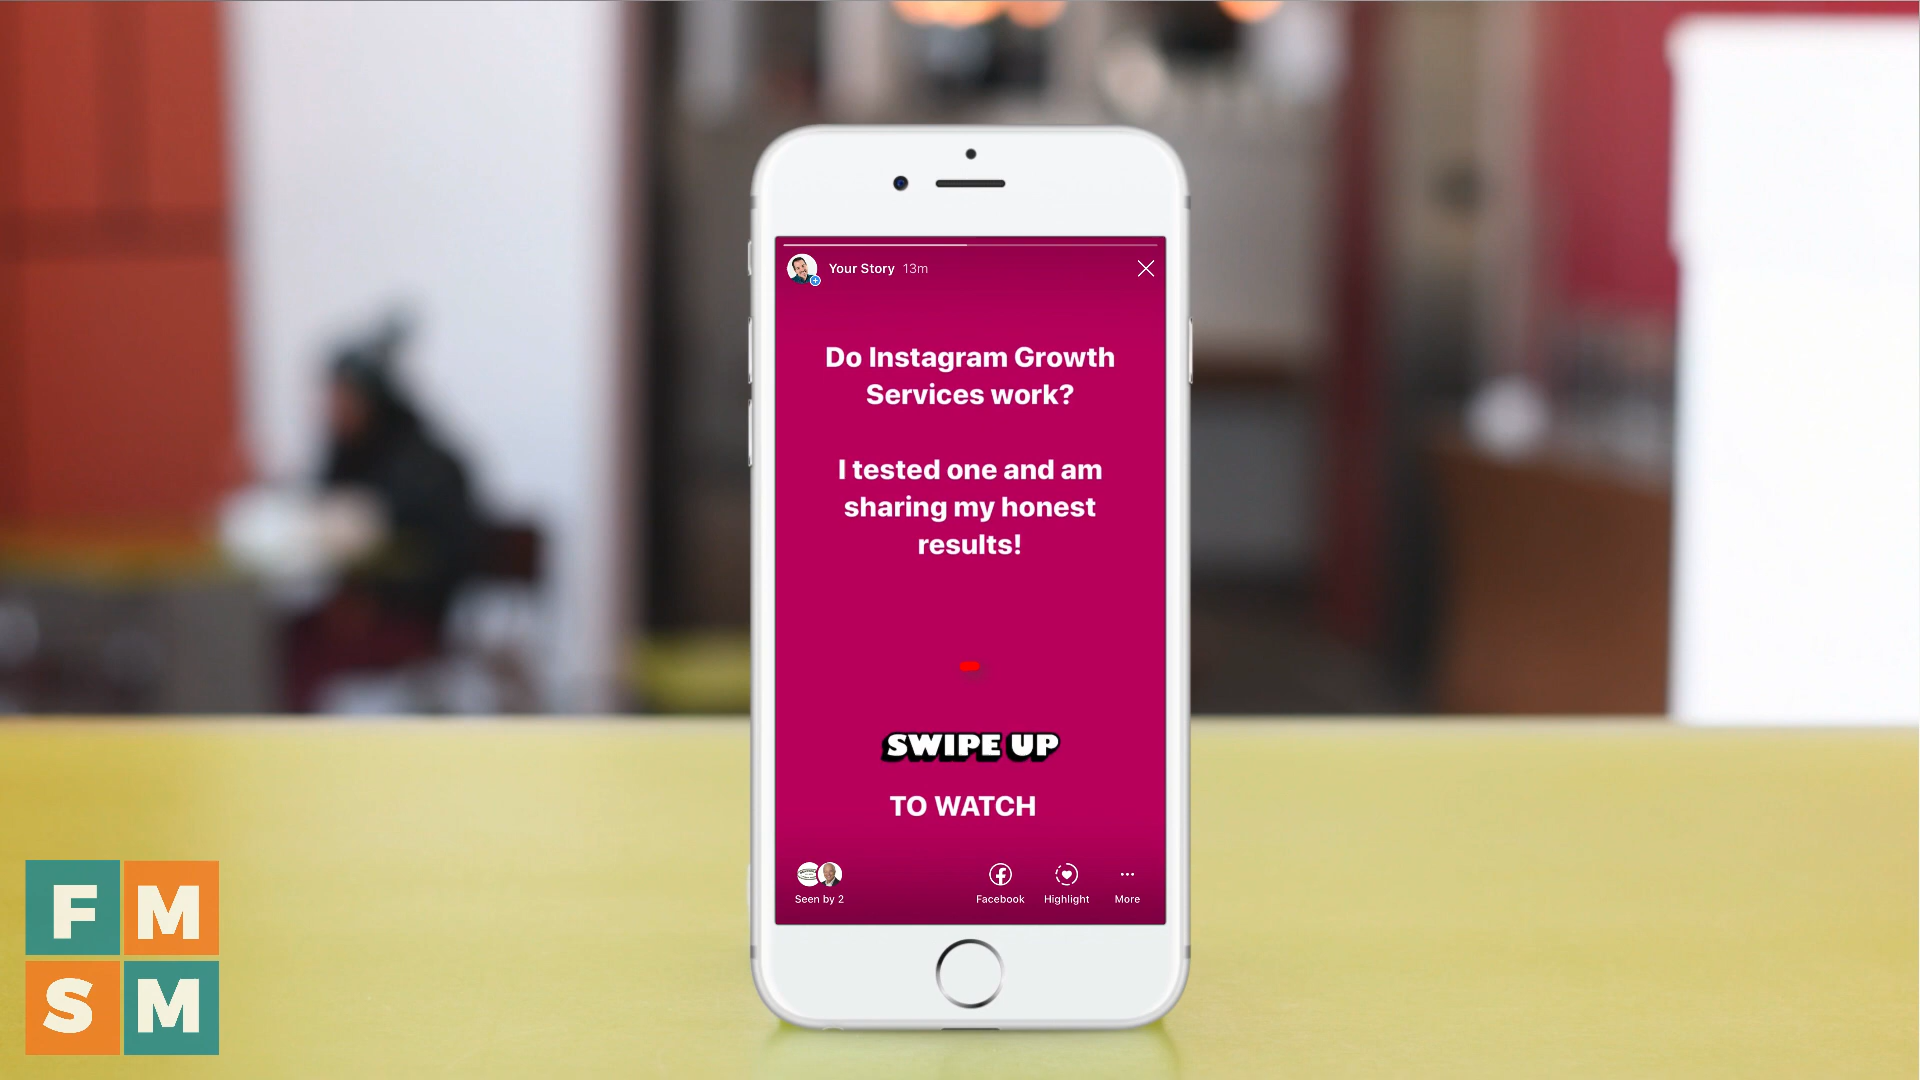 Your Story 13m
Do Instagram Growth
Services work?
I tested one and am
sharing my honest
results!
SWIPE UP
TO WATCH
Seen by 2
Facebook
Highlight
More
F M
S M